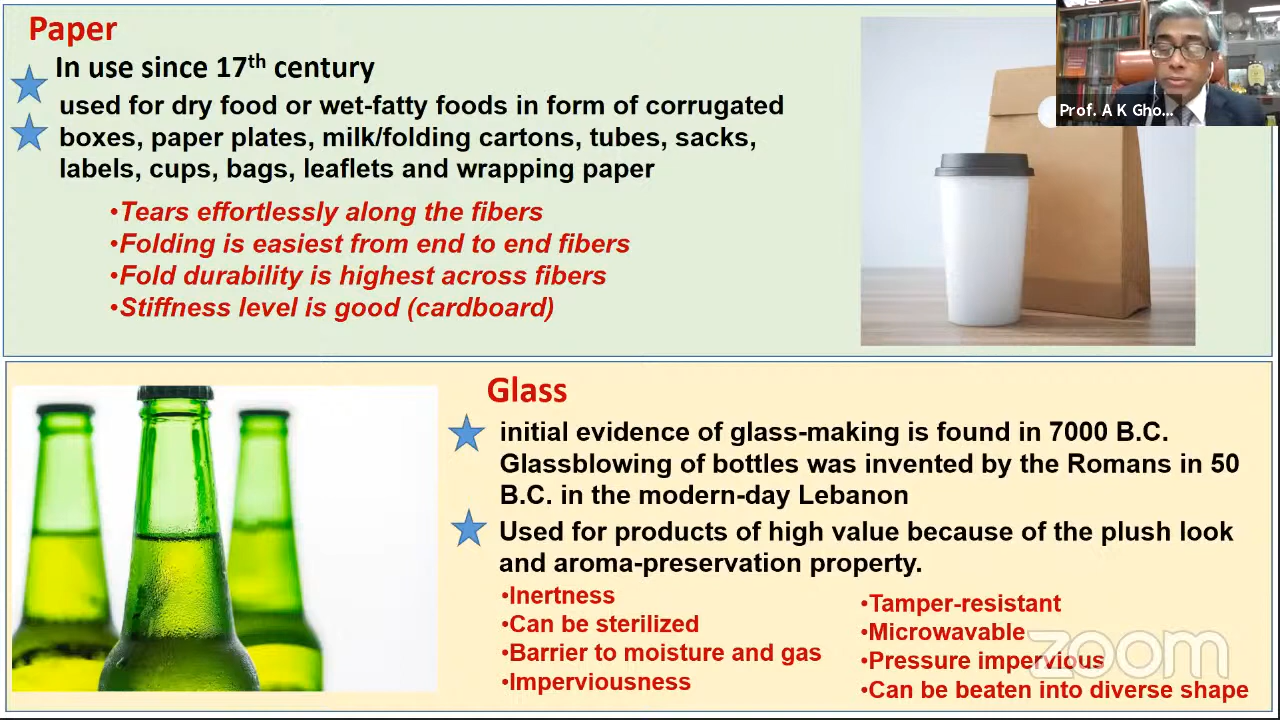 Paper
In use since 17th century
used for dry food or wet-fatty foods in form of corrugated
boxes, paper plates, milk/folding cartons, tubes, sacks,
labels, cups, bags, leaflets and wrapping paper
•Tears effortlessly along the fibers
•Folding is easiest from end to end fibers
•Fold durability is highest across fibers
•Stiffness level is good (cardboard)
Prof. A K Gho...
Glass
initial evidence of glass-making is found in 7000 B.C.
Glassblowing of bottles was invented by the Romans in 50
B.C. in the modern-day Lebanon
Used for products of high value because of the plush look
and aroma-preservation property.
•Inertness
•Can be sterilized
•Barrier to moisture and gas
•Imperviousness
•Tamper-resistant
•Microwavable
•Pressure impervious
•Can be beaten into diverse shape
zoom